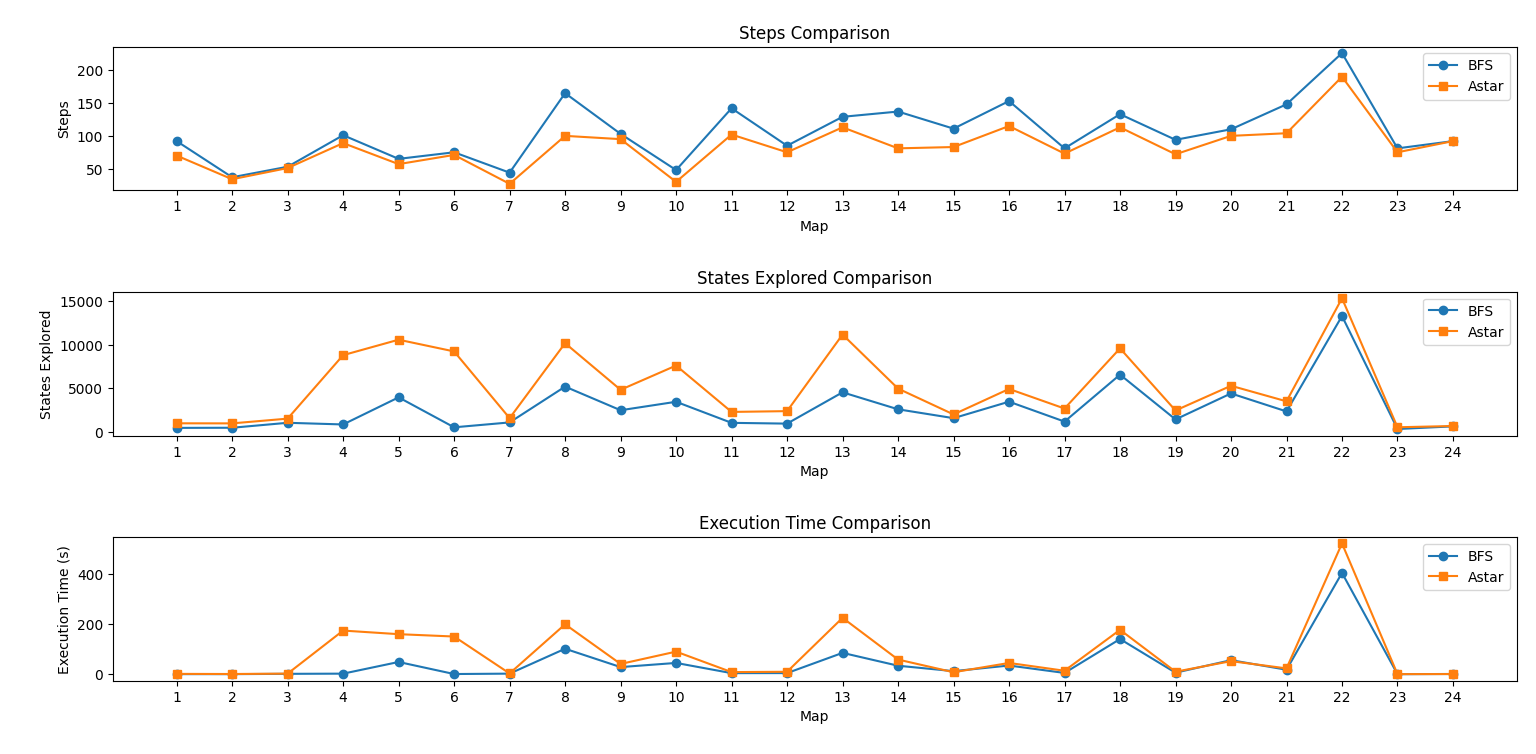 Steps Comparison
Steps
200
150
100
50
BFS
Astar
1 2 3 4 5 6 7 8 9 10 11 12 13 14 15 16 17 18 19 20 21 22 23 24
Map
States Explored Comparison
States Explored
15000
10000
5000
0
BFS
Astar
1 2 3 4 5 6 7 8 9 10 11 12 13 14 15 16 17 18 19 20 21 22 23 24
Map
Execution Time Comparison
Execution Time (s)
400
200
0
BFS
Astar
1 2 3 4 5 6 7 8 9 10 11 12 13 14 15 16 17 18 19 20 21 22 23 24
Map